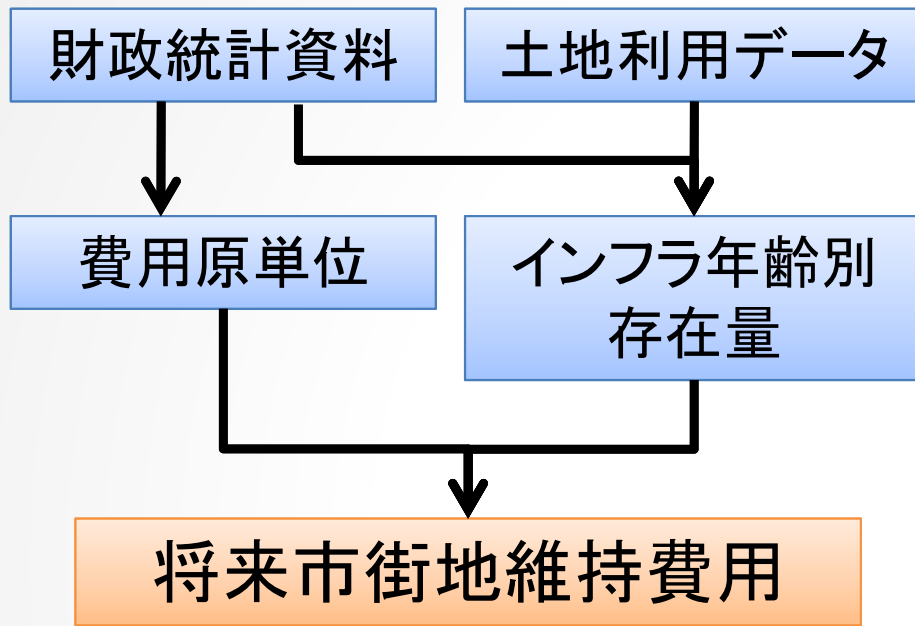 財政統計資料
土地利用データ
費用原単位
インフラ年齢別
存在量
将来市街地維持費用